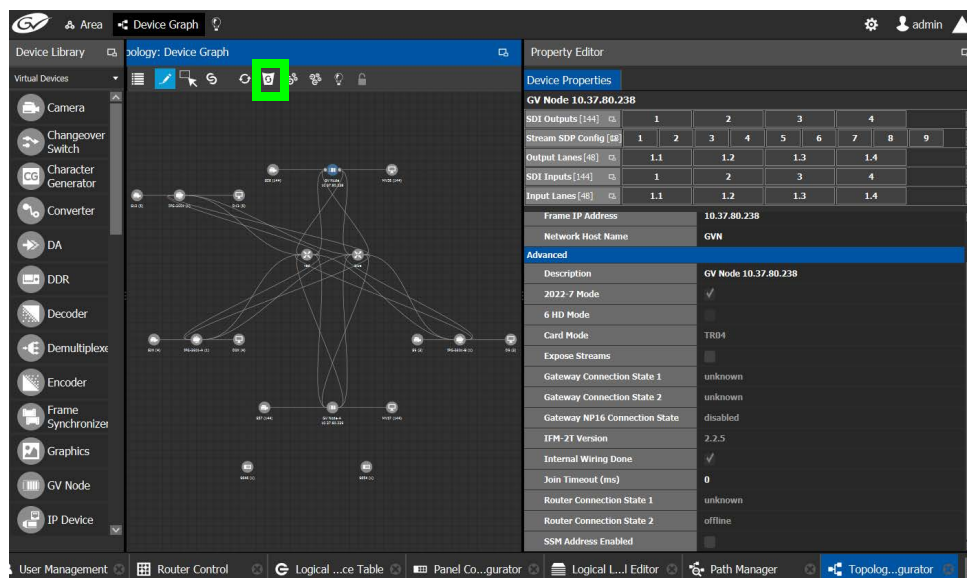 GV Area Device Graph admin
Device Library
pology: Device Graph
Property Editor
Virtual Devices
Camera
Changeover
Switch
Character
Generator
CG
Converter
DA
DDR
Decoder
Demultiplexe
Encoder
Frame
Synchronizer
Graphics
GV Node
IP Device
GV Node
10.37.80.238
Device Properties
GV Node 10.37.80.238
SDI Outputs [144] 1 2 3 4
Stream SDP Config 1 2 3 4 5 6 7 8 9
Output Lanes [48] 1.1 1.2 1.3 1.4
SDI Inputs [144] 1 2 3 4
Input Lanes [48] 1.1 1.2 1.3 1.4
Frame IP Address 10.37.80.238
Network Host Name GVN
Advanced
Description GV Node 10.37.80.238
2022-7 Mode
6 HD Mode
Card Mode TR04
Expose Streams
Gateway Connection State 1 unknown
Gateway Connection State 2 unknown
Gateway NP16 Connection State disabled
IFM-2T Version 2.2.5
Internal Wiring Done
Join Timeout (ms) 0
Router Connection State 1 unknown
Router Connection State 2 offline
SSM Address Enabled
User Management Router Control Logical ...ce Table Panel Co...gurator Logical L...l Editor Path Manager Topolog...gurator